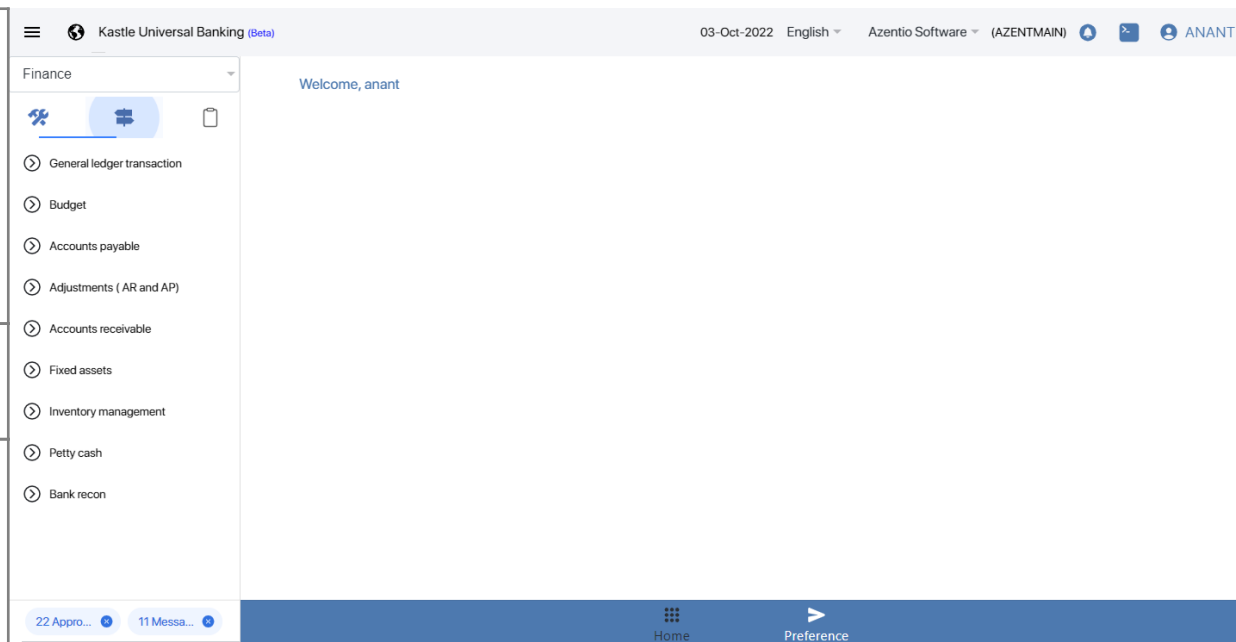 Kastle Universal Banking (Beta)
03-Oct-2022 English Azentio Software (AZENTMAIN) ANANT
Finance
Welcome, anant
General ledger transaction
Budget
Accounts payable
Adjustments ( AR and AP)
Accounts receivable
Fixed assets
Inventory management
Petty cash
Bank recon
22 Appro... 11 Messa...
Home Preference